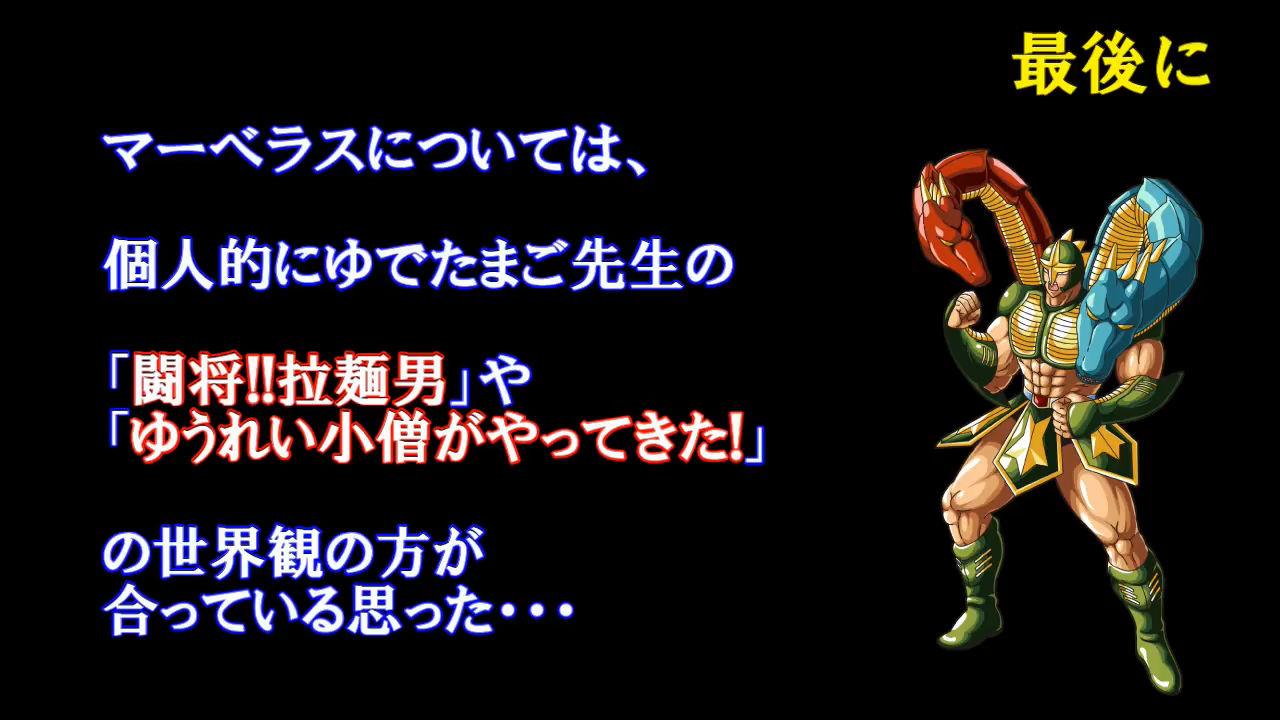 最後に
マーベラスについては、
個人的にゆでたまご先生の
「闘将!!拉麺男」や
「ゆうれい小僧がやってきた!」
の世界観の方が
合っている思った・・・